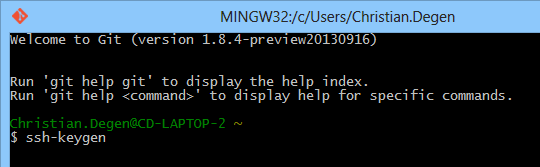 MINGW32:/c/Users/Christian.Degen
Welcome to Git (version 1.8.4-preview20130916)
Run 'git help git' to display the help index.
Run 'git help <command>' to display help for specific commands.
Christian.Degen@CD-LAPTOP-2 ~
$ ssh-keygen